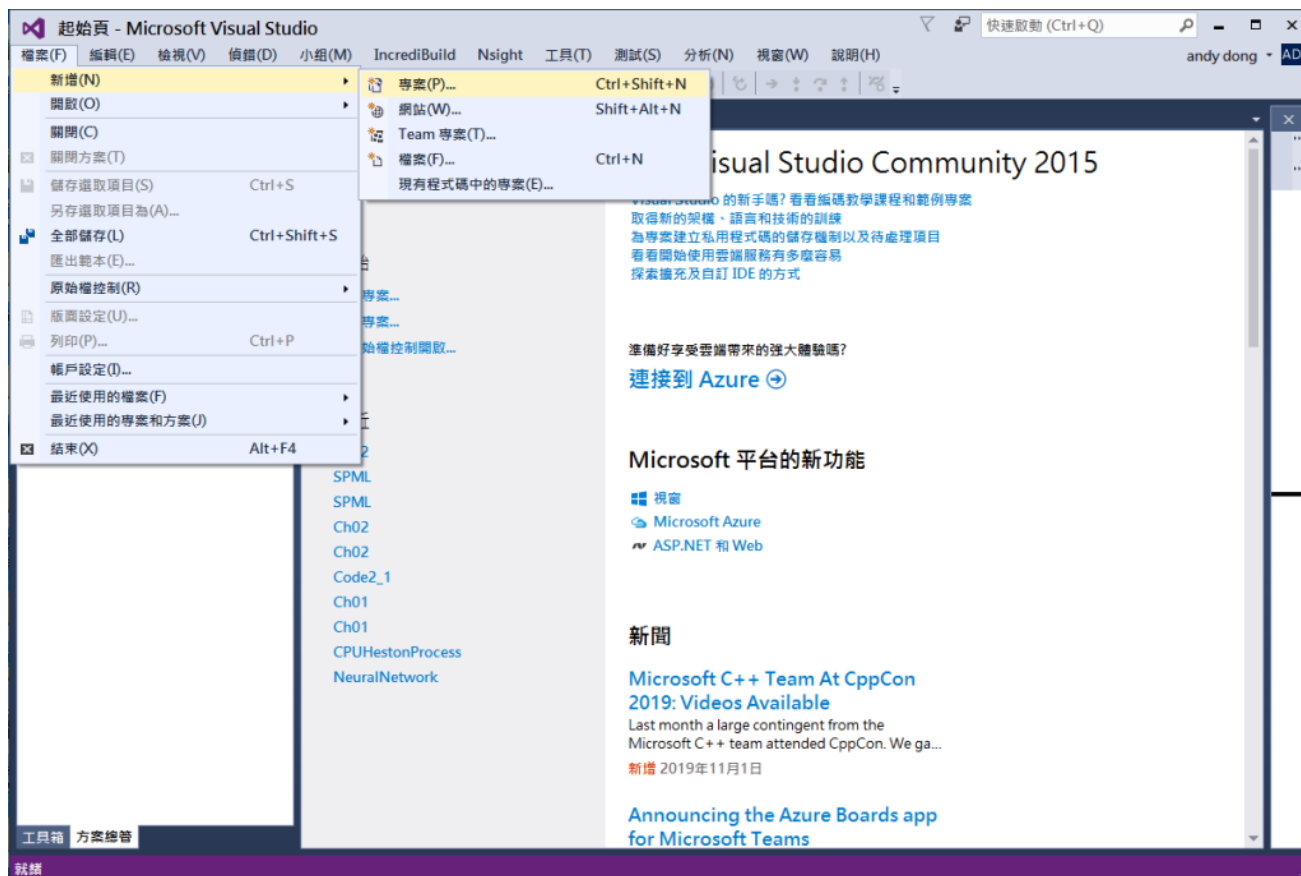 起始頁 - Microsoft Visual Studio
快速啟動 (Ctrl+Q)
檔案(F) 編輯(E) 檢視(V) 偵錯(D) 小組(M) IncrediBuild Nsight 工具(T) 測試(S) 分析(N) 視窗(W) 說明(H)
andy dong AD
新增(N)
開啟(O)
關閉(C)
關閉方案(T)
儲存選取項目(S) Ctrl+S
另存選取項目為(A)...
全部儲存(L) Ctrl+Shift+S
匯出範本(E)...
原始檔控制(R)
版面設定(U)...
列印(P)... Ctrl+P
帳戶設定(I)...
最近使用的檔案(F)
最近使用的專案和方案(J)
結束(X) Alt+F4
專案(P)... Ctrl+Shift+N
網站(W)... Shift+Alt+N
Team 專案(T)...
檔案(F)... Ctrl+N
現有程式碼中的專案(E)...
專案...
專案...
始檔控制開啟...
2
SPML
SPML
Ch02
Ch02
Code2_1
Ch01
Ch01
CPUHestonProcess
NeuralNetwork
isual Studio Community 2015
Visual Studio 的新手嗎? 看看編碼教學課程和範例專案
取得新的架構、語言和技術的訓練
為專案建立私用程式碼的儲存機制以及待處理項目
看看開始使用雲端服務有多麼容易
探索擴充及自訂 IDE 的方式
準備好享受雲端帶來的強大體驗嗎?
連接到 Azure
Microsoft 平台的新功能
視窗
Microsoft Azure
ASP.NET 和 Web
新聞
Microsoft C++ Team At CppCon
2019: Videos Available
Last month a large contingent from the
Microsoft C++ team attended CppCon. We ga...
新增 2019年11月1日
Announcing the Azure Boards app
for Microsoft Teams
工具箱 方案總管
就緒